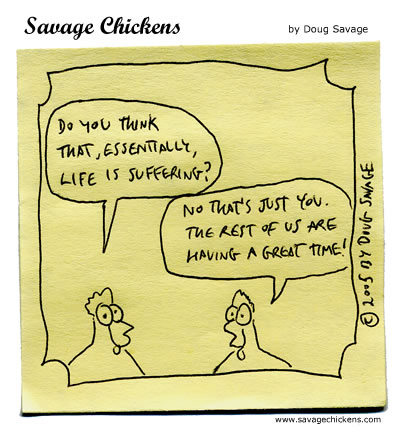 Savage Chickens
by Doug Savage
DO YOU THINK
THAT, ESSENTIALLY,
LIFE IS SUFFERING?
NO THAT'S JUST YOU.
THE REST OF US ARE
HAVING A GREAT TIME!
© 2005 BY DOUG SAVAGE
www.savagechickens.com